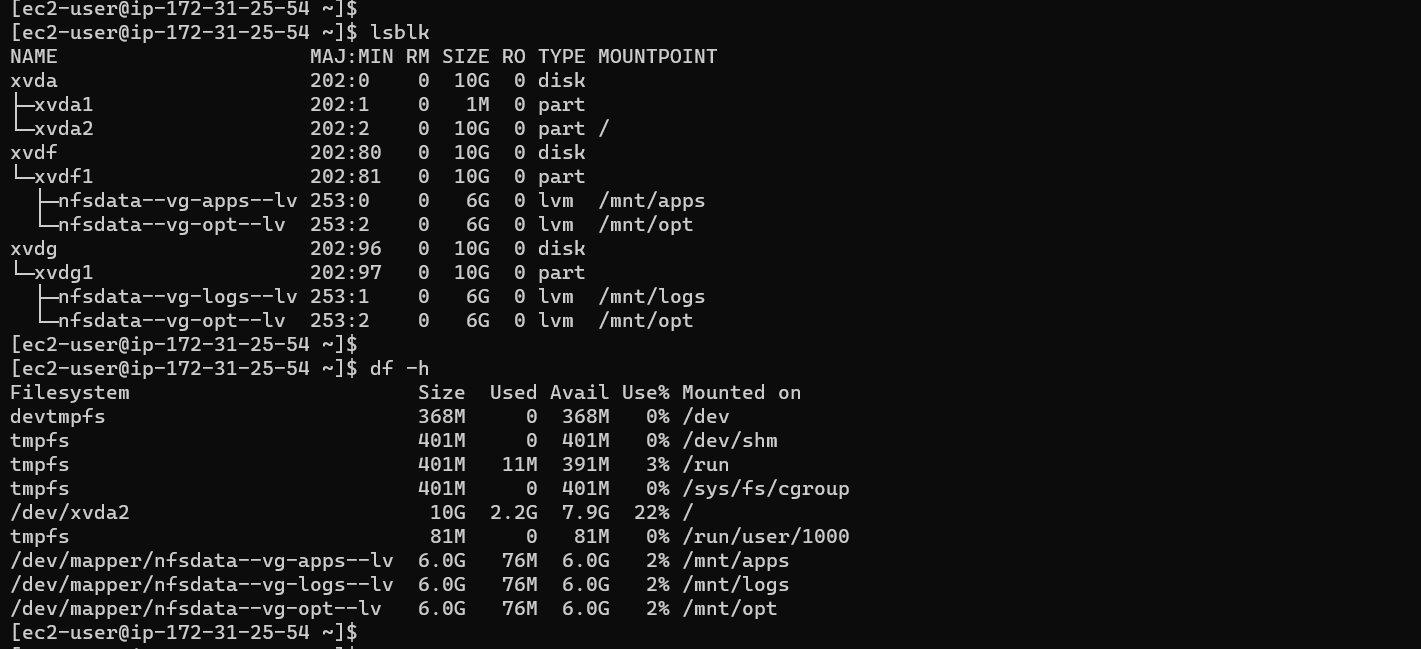 [ec2-user@ip-172-31-25-54 ~]$
[ec2-user@ip-172-31-25-54 ~]$ lsblk
NAME                     MAJ:MIN RM SIZE RO TYPE MOUNTPOINT
xvda                     202:0    0  10G  0 disk
├─xvda1                  202:1    0   1M  0 part
└─xvda2                  202:2    0  10G  0 part /
xvdf                     202:80   0  10G  0 disk
└─xvdf1                  202:81   0  10G  0 part
  ├─nfsdata--vg-apps--lv 253:0    0   6G  0 lvm  /mnt/apps
  └─nfsdata--vg-opt--lv  253:2    0   6G  0 lvm  /mnt/opt
xvdg                     202:96   0  10G  0 disk
└─xvdg1                  202:97   0  10G  0 part
  ├─nfsdata--vg-logs--lv 253:1    0   6G  0 lvm  /mnt/logs
  └─nfsdata--vg-opt--lv  253:2    0   6G  0 lvm  /mnt/opt
[ec2-user@ip-172-31-25-54 ~]$
[ec2-user@ip-172-31-25-54 ~]$ df -h
Filesystem                        Size  Used Avail Use% Mounted on
devtmpfs                          368M     0  368M   0% /dev
tmpfs                             401M     0  401M   0% /dev/shm
tmpfs                             401M   11M  391M   3% /run
tmpfs                             401M     0  401M   0% /sys/fs/cgroup
/dev/xvda2                         10G  2.2G  7.9G  22% /
tmpfs                              81M     0   81M   0% /run/user/1000
/dev/mapper/nfsdata--vg-apps--lv  6.0G   76M  6.0G   2% /mnt/apps
/dev/mapper/nfsdata--vg-logs--lv  6.0G   76M  6.0G   2% /mnt/logs
/dev/mapper/nfsdata--vg-opt--lv   6.0G   76M  6.0G   2% /mnt/opt
[ec2-user@ip-172-31-25-54 ~]$